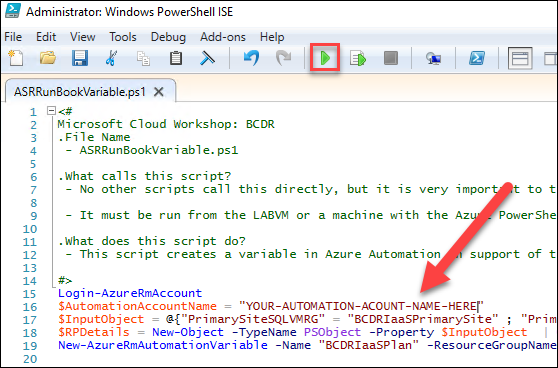 Administrator: Windows PowerShell ISE
File Edit View Tools Debug Add-ons Help
ASRRunBookVariable.ps1 X
1 <#
2 Microsoft Cloud Workshop: BCDR
3 .File Name
4 - ASRRunBookVariable.ps1
5
6 .What calls this script?
7 - No other scripts call this directly, but it is very important to t
8
9 - It must be run from the LABVM or a machine with the Azure PowerShel
10
11 .What does this script do?
12 - This script creates a variable in Azure Automation in support of t
13
14 #>
15 Login-AzureRmAccount
16 $AutomationAccountName = "YOUR-AUTOMATION-ACOUNT-NAME-HERE"
17 $InputObject = @{"PrimarySiteSQLVMRG" = "BCDRIaaSPrimarySite" ; "Prim
18 $RPDetails = New-Object -TypeName PSObject -Property $InputObject |
19 New-AzureRmAutomationVariable -Name "BCDRIaaSPlan" -ResourceGroupName
20